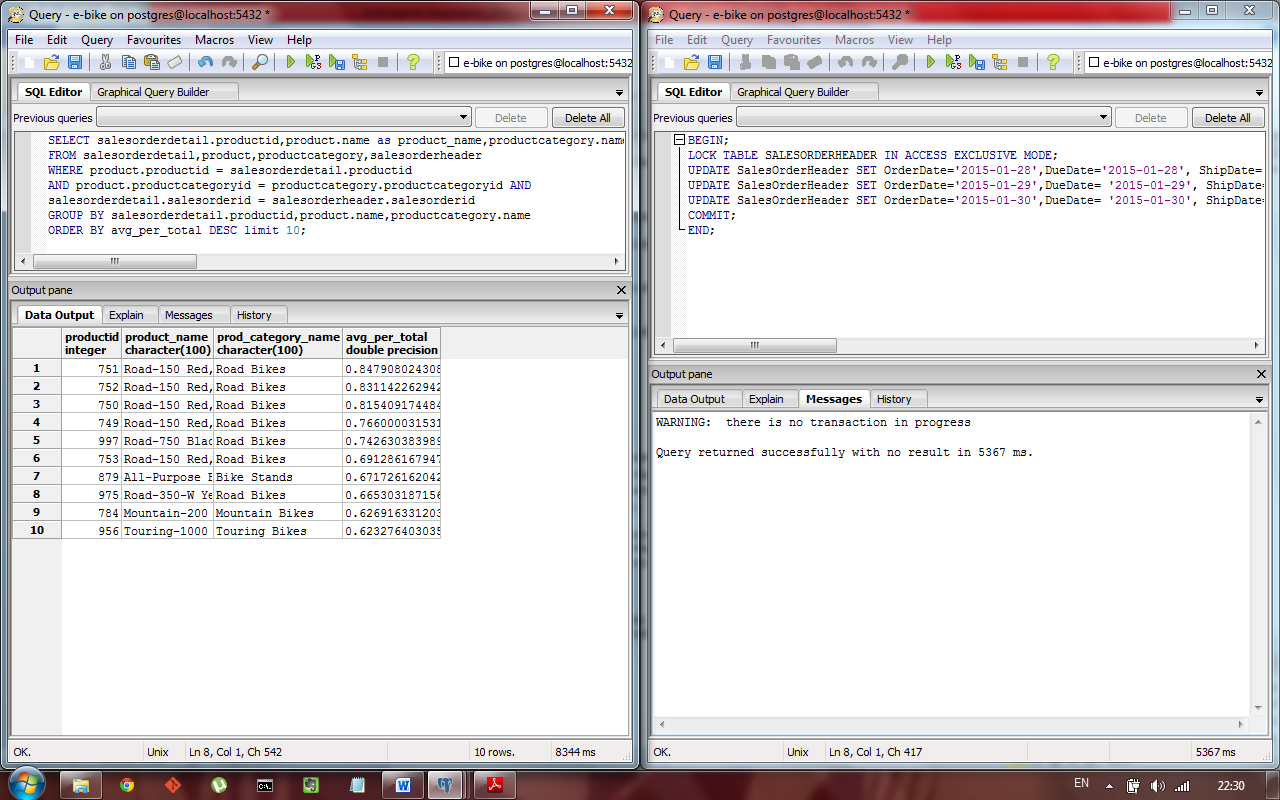 Query - e-bike on postgres@localhost:5432 *
File Edit Query Favourites Macros View Help
e-bike on postgres@localhost:5432
SQL Editor Graphical Query Builder
Previous queries Delete Delete All
SELECT salesorderdetail.productid,product.name as product_name,productcategory.name
FROM salesorderdetail,product,productcategory,salesorderheader
WHERE product.productid = salesorderdetail.productid
AND product.productcategoryid = productcategory.productcategoryid AND
salesorderdetail.salesorderid = salesorderheader.salesorderid
GROUP BY salesorderdetail.productid,product.name,productcategory.name
ORDER BY avg_per_total DESC limit 10;
Output pane
Data Output Explain Messages History
productid product_name prod_category_name avg_per_total
integer character(100) character(100) double precision
1 751 Road-150 Red, Road Bikes 0.847908024308
2 752 Road-150 Red, Road Bikes 0.831142262942
3 750 Road-150 Red, Road Bikes 0.815409174484
4 749 Road-150 Red, Road Bikes 0.766000031531
5 997 Road-750 Blac Road Bikes 0.742630383989
6 753 Road-150 Red, Road Bikes 0.691286167947
7 879 All-Purpose B Bike Stands 0.671726162042
8 975 Road-350-W Ye Road Bikes 0.665303187156
9 784 Mountain-200 Mountain Bikes 0.626916331203
10 956 Touring-1000 Touring Bikes 0.623276403035
OK. Unix Ln 8, Col 1, Ch 542 10 rows. 8344 ms
Query - e-bike on postgres@localhost:5432 *
File Edit Query Favourites Macros View Help
e-bike on postgres@localhost:5432
SQL Editor Graphical Query Builder
Previous queries Delete Delete All
BEGIN;
LOCK TABLE SALESORDERHEADER IN ACCESS EXCLUSIVE MODE;
UPDATE SalesOrderHeader SET OrderDate='2015-01-28',DueDate='2015-01-28', ShipDate=
UPDATE SalesOrderHeader SET OrderDate='2015-01-29',DueDate= '2015-01-29', ShipDate=
UPDATE SalesOrderHeader SET OrderDate='2015-01-30',DueDate= '2015-01-30', ShipDate=
COMMIT;
END;
Output pane
Data Output Explain Messages History
WARNING: there is no transaction in progress
Query returned successfully with no result in 5367 ms.
OK. Unix Ln 8, Col 1, Ch 417 5367 ms
EN 22:30